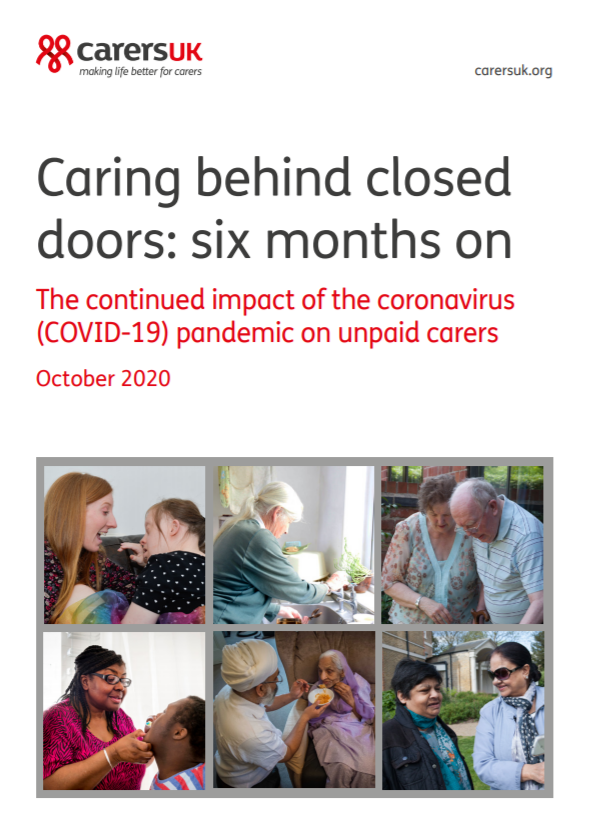 carersUK
making life better for carers
carersuk.org
Caring behind closed
doors: six months on
The continued impact of the coronavirus
(COVID-19) pandemic on unpaid carers
October 2020